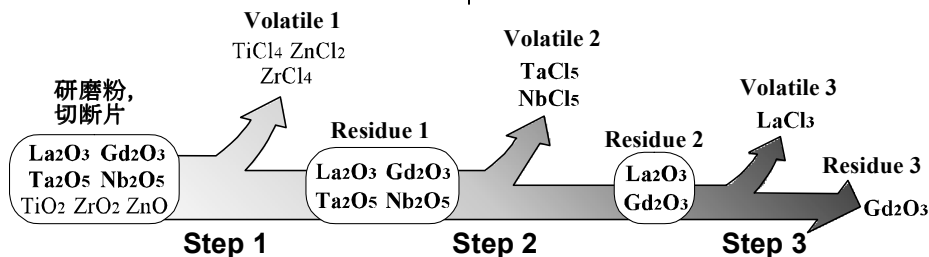 研磨粉,
切断片
La2O3 Gd2O3
Ta2O5 Nb2O5
TiO2 ZrO2 ZnO
Step 1
Volatile 1
TiCl4 ZnCl2
ZrCl4
Residue 1
La2O3 Gd2O3
Ta2O5 Nb2O5
Step 2
Volatile 2
TaCl5
NbCl5
Residue 2
La2O3
Gd2O3
Step 3
Volatile 3
LaCl3
Residue 3
Gd2O3